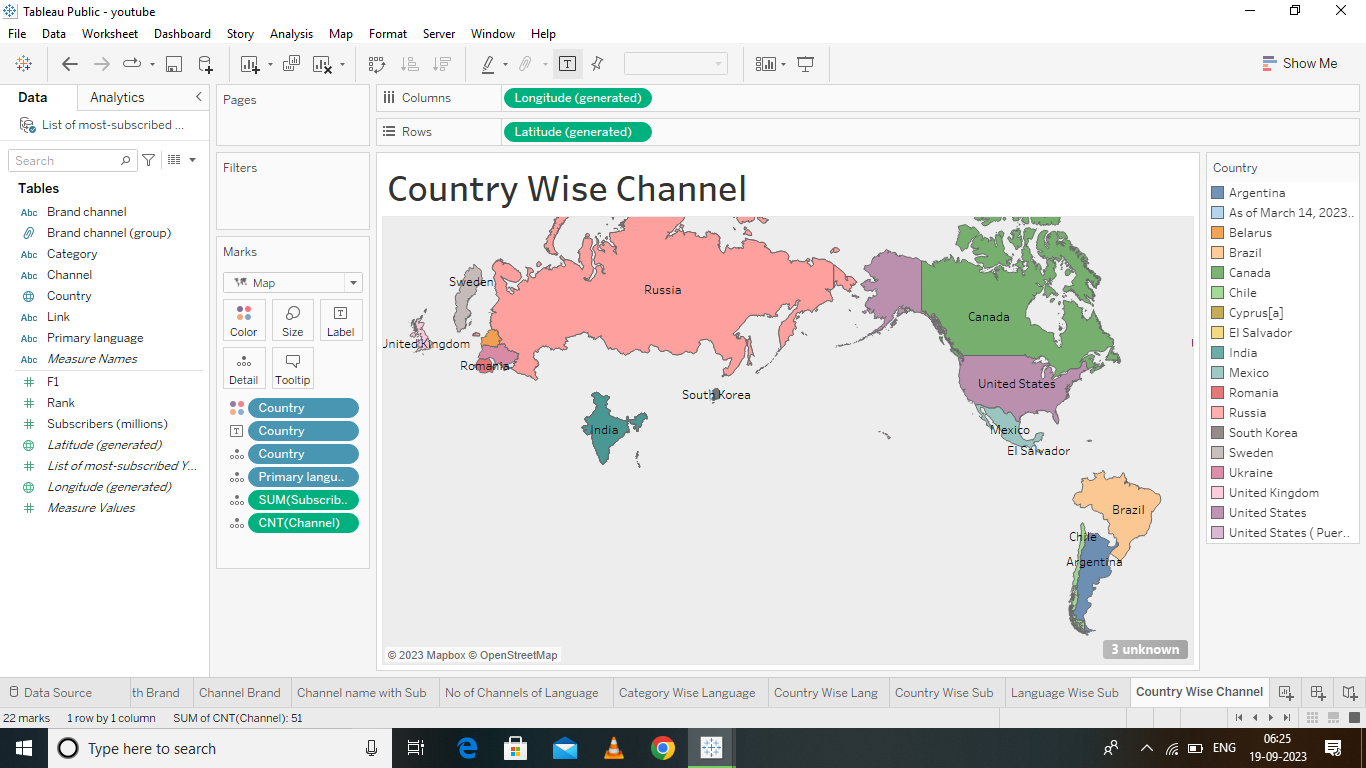 Tableau Public - youtube
File Data Worksheet Dashboard Story Analysis Map Format Server Window Help
Show Me
Data Analytics
List of most-subscribed ...
Search
Tables
Abc Brand channel
Brand channel (group)
Abc Category
Abc Channel
Country
Abc Link
Abc Primary language
Abc Measure Names
F1
Rank
Subscribers (millions)
Latitude (generated)
List of most-subscribed Y...
Longitude (generated)
Measure Values
Pages
Filters
Marks
Map
Color Size Label
Detail Tooltip
Country
Country
Country
Primary langu..
SUM(Subscrib..
CNT(Channel)
Columns Longitude (generated)
Rows Latitude (generated)
Country Wise Channel
Sweden
Russia
Canada
United Kingdom
Romania
United States
South Korea
India
Mexico
El Salvador
Brazil
Chile
Argentina
© 2023 Mapbox © OpenStreetMap
3 unknown
Country
Argentina
As of March 14, 2023..
Belarus
Brazil
Canada
Chile
Cyprus[a]
El Salvador
India
Mexico
Romania
Russia
South Korea
Sweden
Ukraine
United Kingdom
United States
United States ( Puer..
Data Source th Brand Channel Brand Channel name with Sub No of Channels of Language Category Wise Language Country Wise Lang Country Wise Sub Language Wise Sub Country Wise Channel
22 marks 1 row by 1 column SUM of CNT(Channel): 51
Type here to search
ENG
06:25
19-09-2023